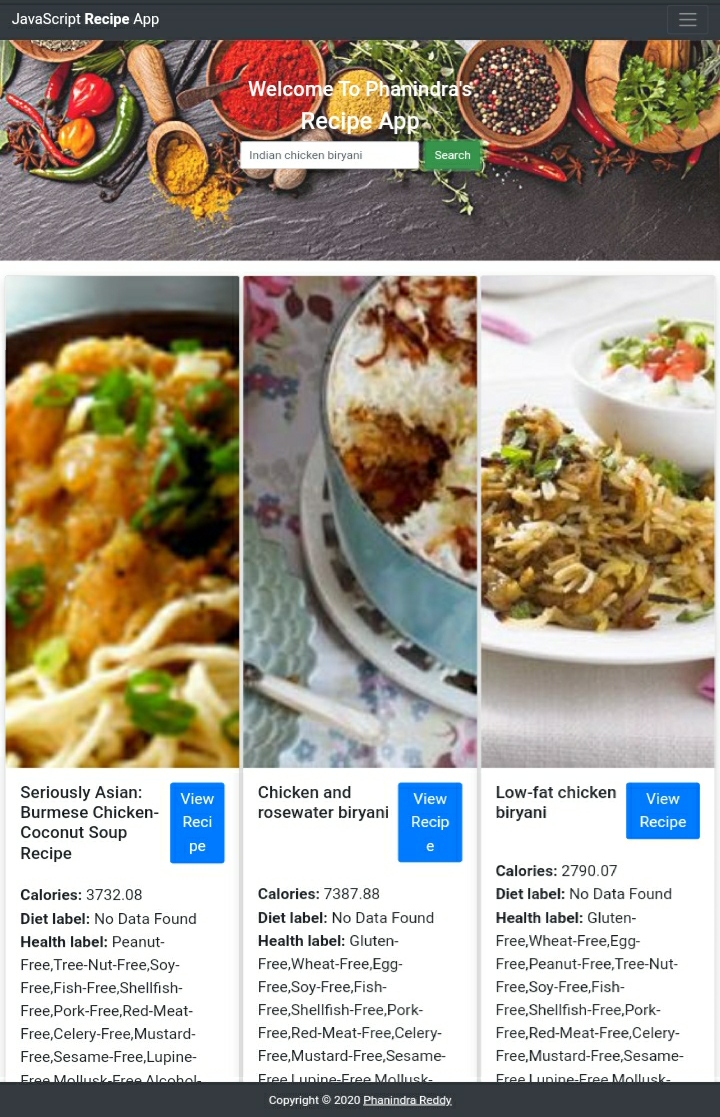 JavaScript Recipe App
Welcome To Phanindra's
Recipe App
Indian chicken biryani
Search
Seriously Asian:
Burmese Chicken-
Coconut Soup
Recipe
View
Reci
pe
Calories: 3732.08
Diet label: No Data Found
Health label: Peanut-
Free,Tree-Nut-Free,Soy-
Free,Fish-Free,Shellfish-
Free,Pork-Free,Red-Meat-
Free,Celery-Free,Mustard-
Free,Sesame-Free,Lupine-
Free,Mollusk-Free,Alcohol-
Chicken and
rosewater biryani
View
Recip
e
Calories: 7387.88
Diet label: No Data Found
Health label: Gluten-
Free,Wheat-Free,Egg-
Free,Soy-Free,Fish-
Free,Shellfish-Free,Pork-
Free,Red-Meat-Free,Celery-
Free,Mustard-Free,Sesame-
Free,Lupine-Free,Mollusk-
Low-fat chicken
biryani
View
Recipe
Calories: 2790.07
Diet label: No Data Found
Health label: Gluten-
Free,Wheat-Free,Egg-
Free,Peanut-Free,Tree-Nut-
Free,Soy-Free,Fish-
Free,Shellfish-Free,Pork-
Free,Red-Meat-Free,Celery-
Free,Mustard-Free,Sesame-
Free,Lupine-Free,Mollusk-
Copyright © 2020 Phanindra Reddy